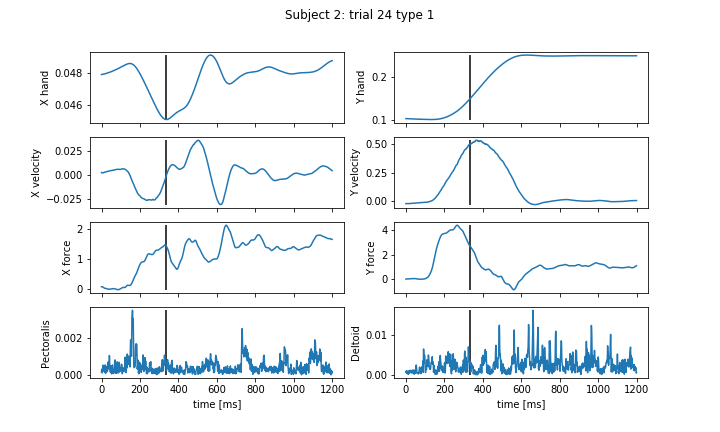 Subject 2: trial 24 type 1
X hand
0.048
0.046
Y hand
0.2
0.1
X velocity
0.025
0.000
−0.025
Y velocity
0.50
0.25
0.00
X force
2
1
0
Y force
4
2
0
Pectoralis
0.002
0.000
0 200 400 600 800 1000 1200
time [ms]
Deltoid
0.01
0.00
0 200 400 600 800 1000 1200
time [ms]